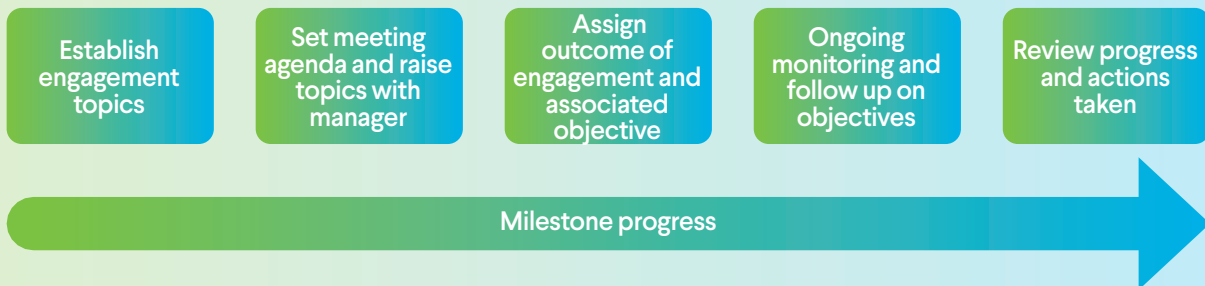 Establish
engagement
topics
Set meeting
agenda and raise
topics with
manager
Assign
outcome of
engagement and
associated
objective
Ongoing
monitoring and
follow up on
objectives
Review progress
and actions
taken
Milestone progress